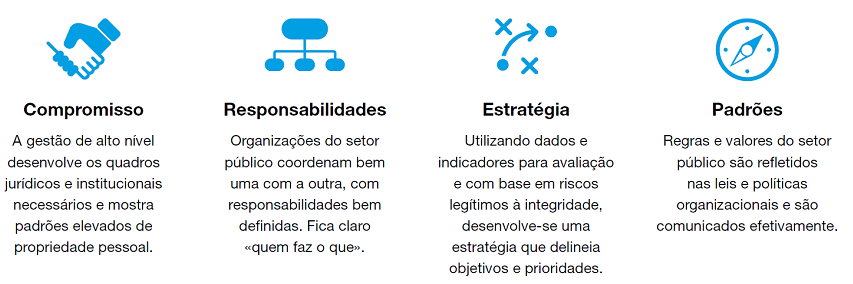 Compromisso
A gestão de alto nível
desenvolve os quadros
jurídicos e institucionais
necessários e mostra
padrões elevados de
propriedade pessoal.
Responsabilidades
Organizações do setor
público coordenam bem
uma com a outra, com
responsabilidades bem
definidas. Fica claro
«quem faz o que».
Estratégia
Utilizando dados e
indicadores para avaliação
e com base em riscos
legítimos à integridade,
desenvolve-se uma
estratégia que delineia
objetivos e prioridades.
Padrões
Regras e valores do setor
público são refletidos
nas leis e políticas
organizacionais e são
comunicados efetivamente.